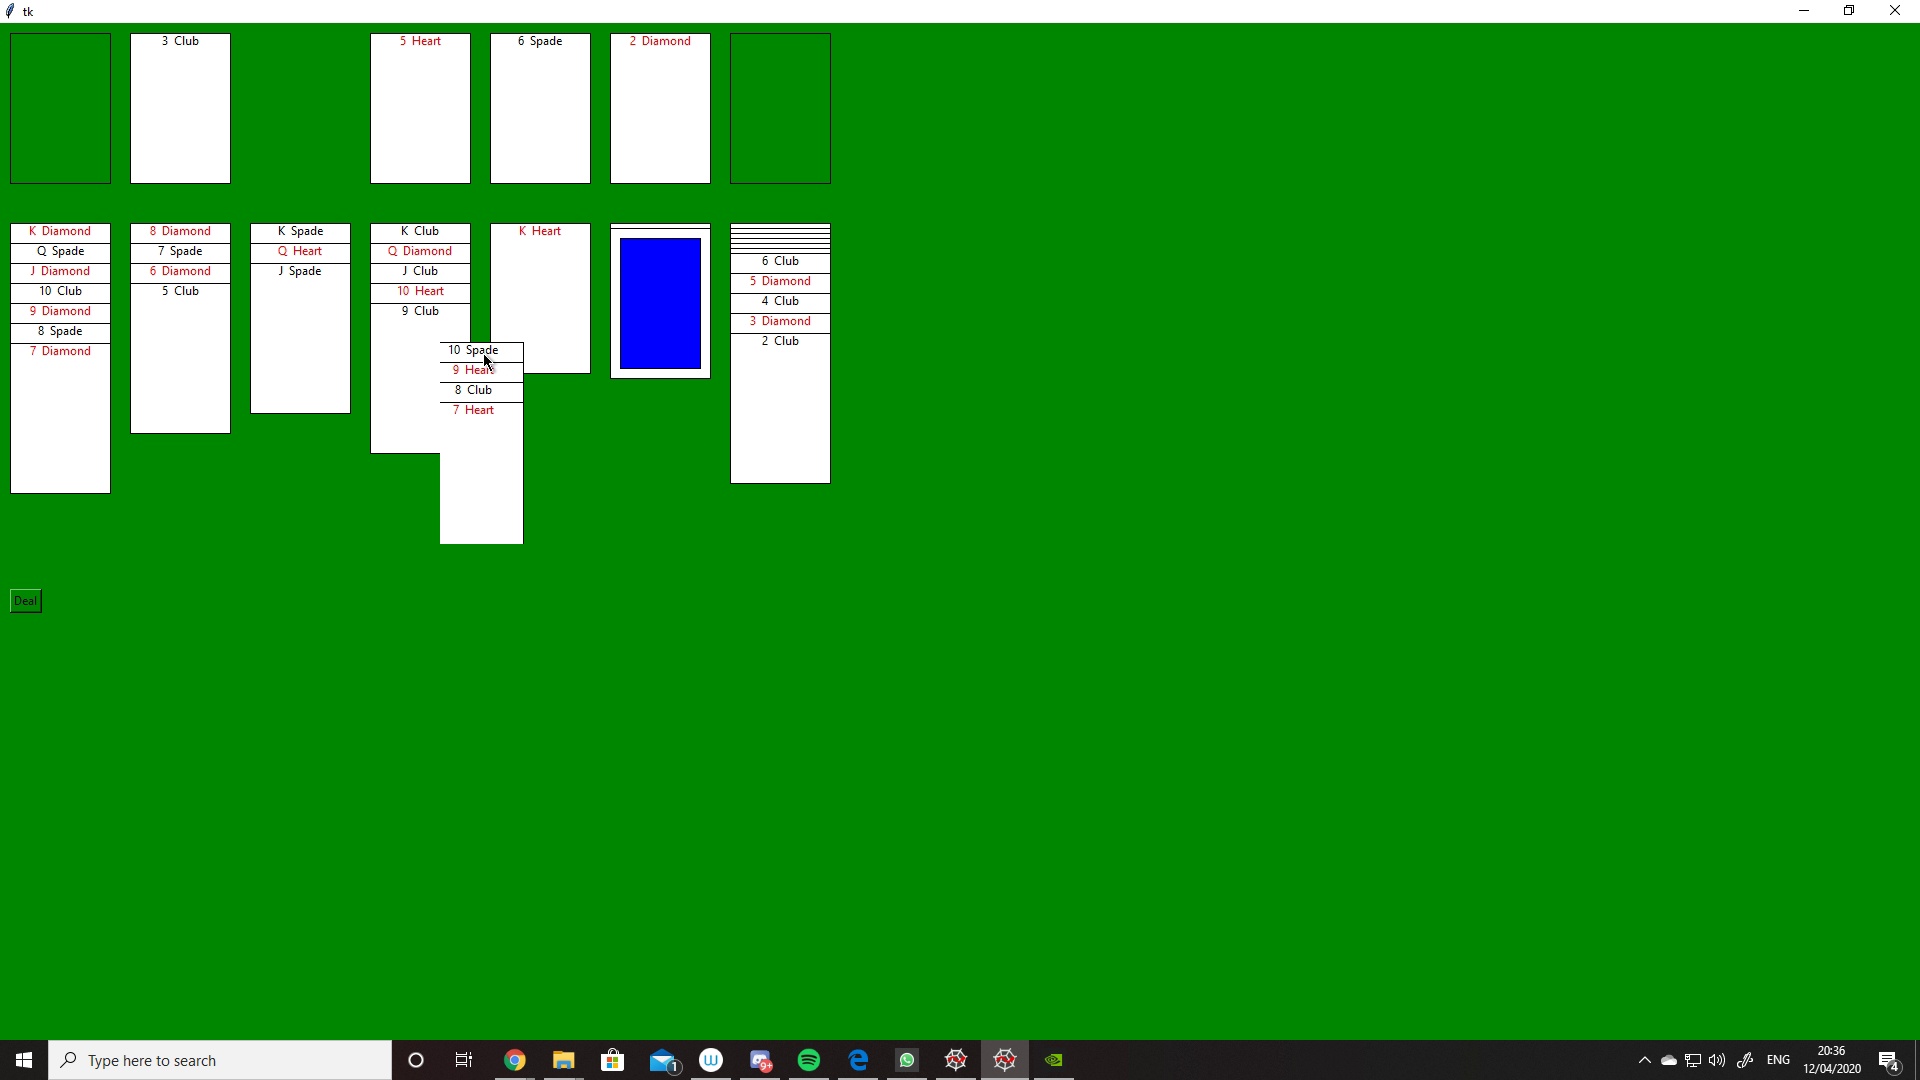 tk
3 Club
5 Heart
6 Spade
2 Diamond
K Diamond
Q Spade
J Diamond
10 Club
9 Diamond
8 Spade
7 Diamond
8 Diamond
7 Spade
6 Diamond
5 Club
K Spade
Q Heart
J Spade
K Club
Q Diamond
J Club
10 Heart
9 Club
K Heart
10 Spade
9 Heart
8 Club
7 Heart
6 Club
5 Diamond
4 Club
3 Diamond
2 Club
Deal
Type here to search
1
W
9+
ENG
20:36
12/04/2020
4